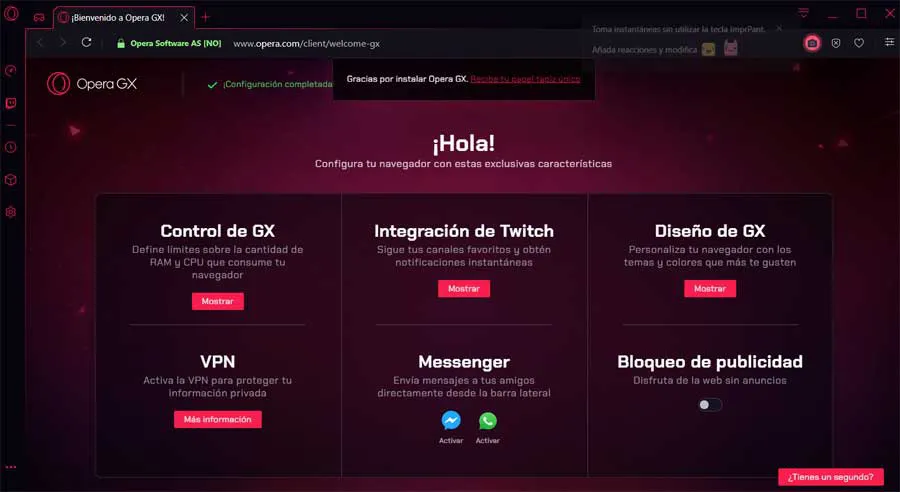 ¡Bienvenido a Opera GX!
Toma instantáneas sin utilizar la tecla ImprPant.
Opera Software AS [NO]
www.opera.com/client/welcome-gx
Añada reacciones y modifica
Opera GX
¡Configuración completada
Gracias por instalar Opera GX. Recibe tu papel tapiz único
¡Hola!
Configura tu navegador con estas exclusivas características
Control de GX
Define límites sobre la cantidad de
RAM y CPU que consume tu
navegador
Mostrar
Integración de Twitch
Sigue tus canales favoritos y obtén
notificaciones instantáneas
Mostrar
Diseño de GX
Personaliza tu navegador con los
temas y colores que más te gusten
Mostrar
VPN
Activa la VPN para proteger tu
información privada
Más información
Messenger
Envía mensajes a tus amigos
directamente desde la barra lateral
Activar
Activar
Bloqueo de publicidad
Disfruta de la web sin anuncios
¿Tienes un segundo?